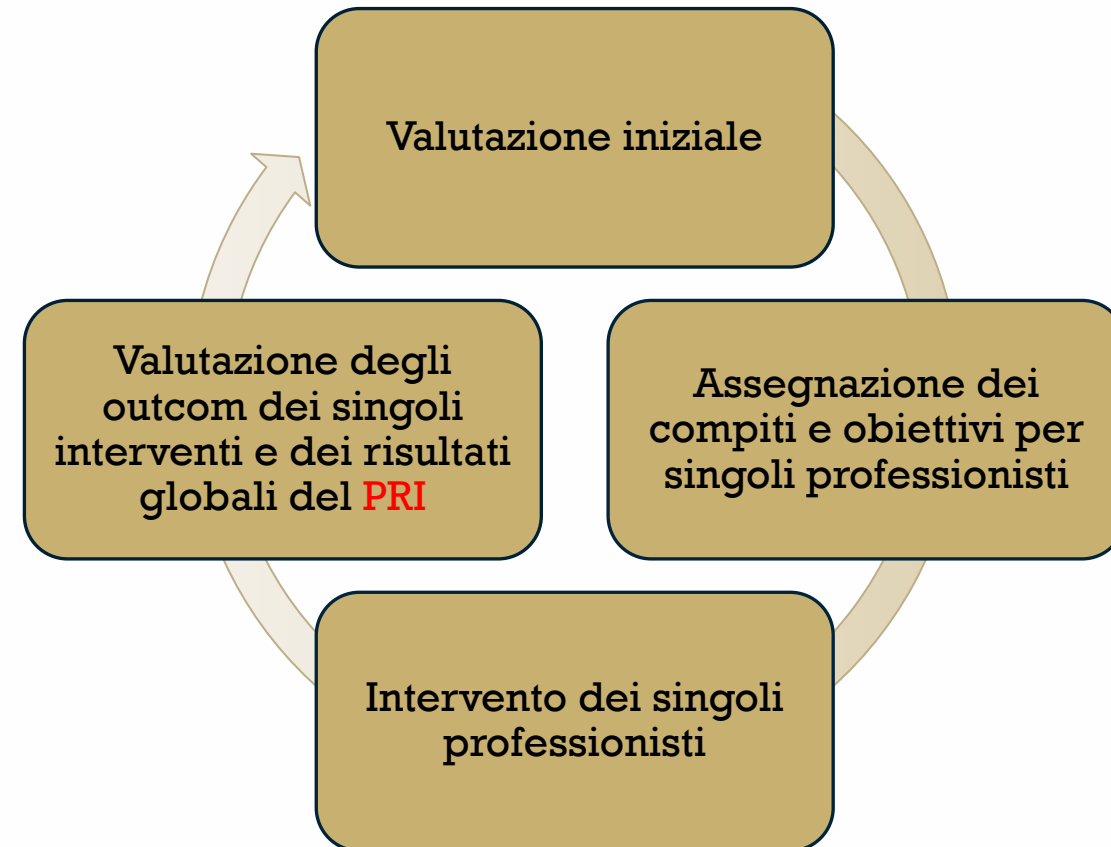 Valutazione iniziale
Assegnazione dei
compiti e obiettivi per
singoli professionisti
Intervento dei singoli
professionisti
Valutazione degli
outcom dei singoli
interventi e dei risultati
globali del PRI